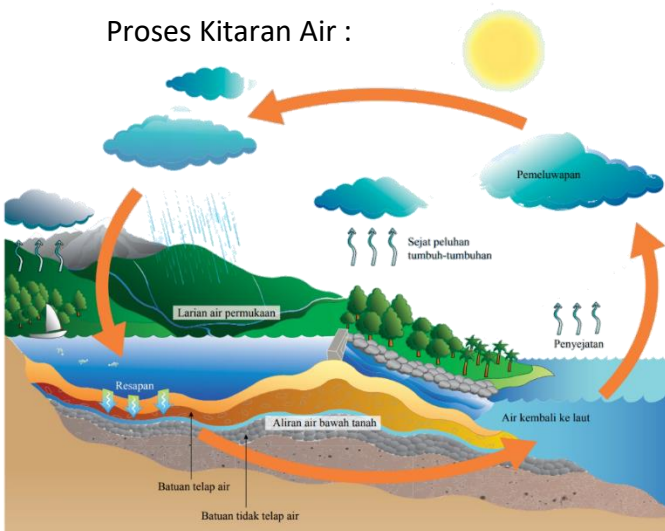 Proses Kitaran Air :
Pemeluwapan
Sejat peluhan
tumbuh-tumbuhan
Larian air permukaan
Penyejatan
Resapan
Air kembali ke laut
Aliran air bawah tanah
Batuan telap air
Batuan tidak telap air